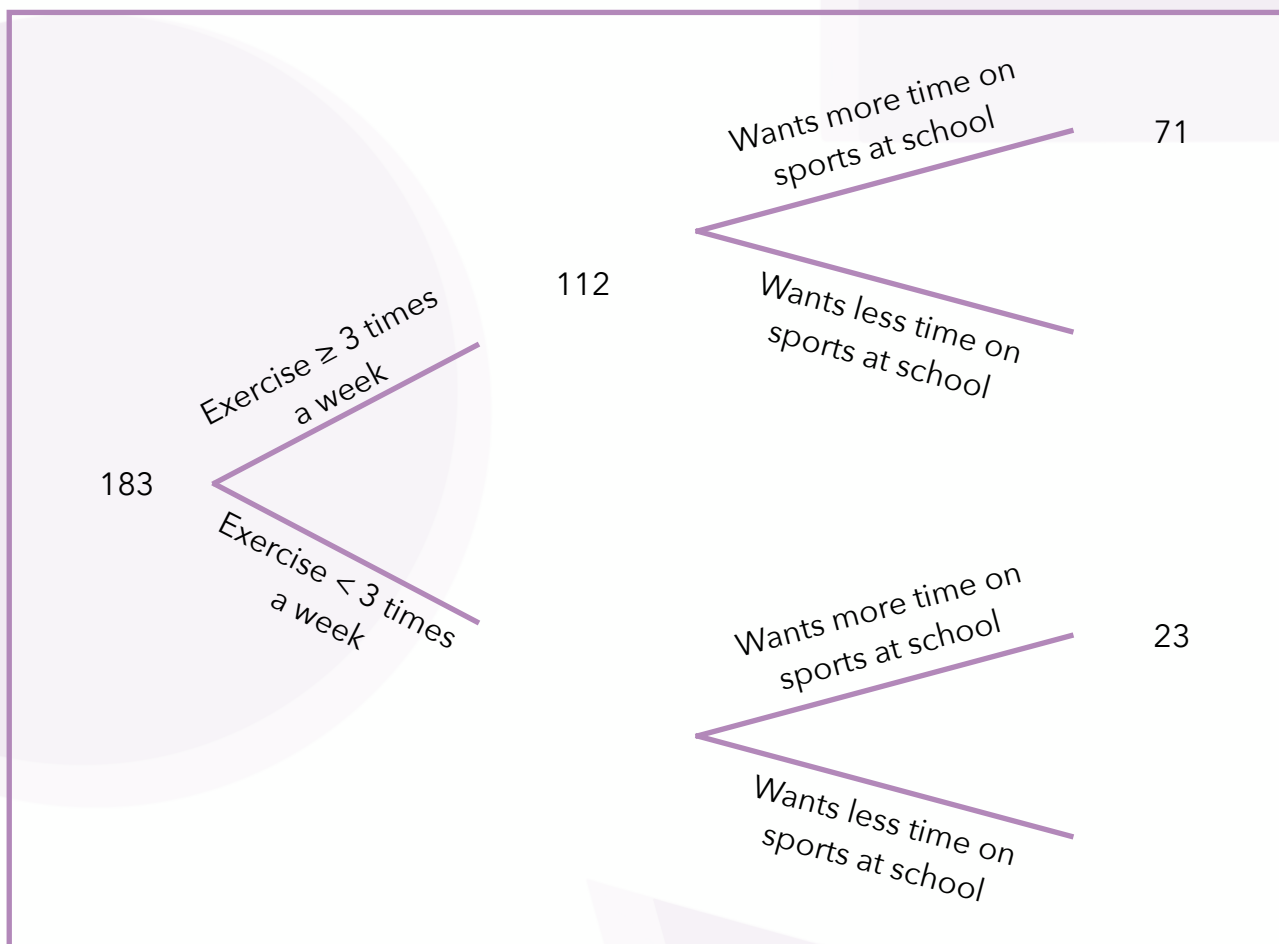 Wants more time on
sports at school
71
112
Wants less time on
sports at school
Exercise ≥ 3 times
a week
183
Exercise < 3 times
a week
Wants more time on
sports at school
23
Wants less time on
sports at school